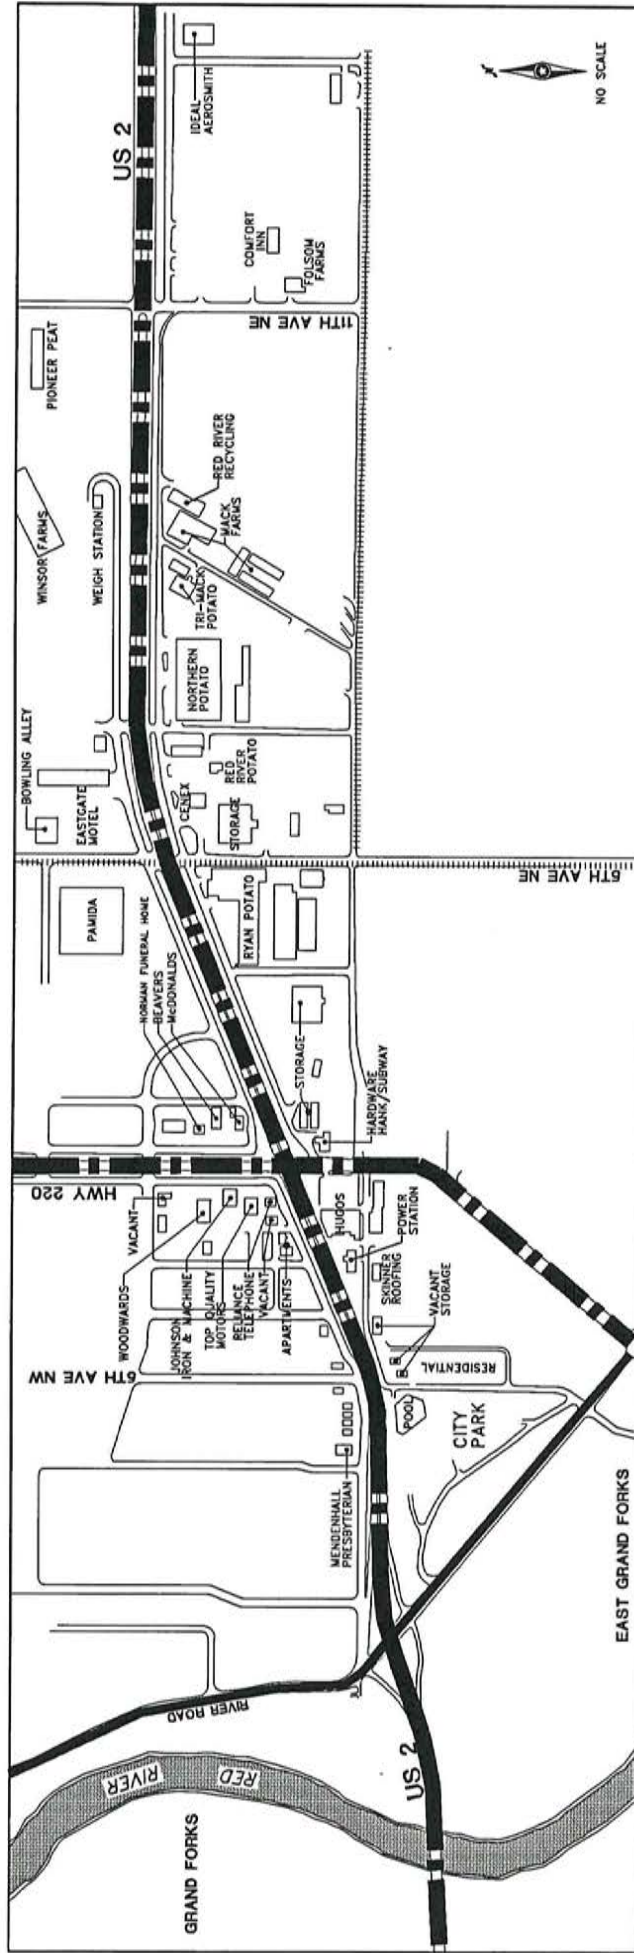 GRAND FORKS
RED
RIVER
RIVER ROAD
US 2
EAST GRAND FORKS
MENDENHALL
PRESBYTERIAN
6TH AVE NW
CITY
PARK
POOL
RESIDENTIAL
VACANT
STORAGE
SKINNER
ROOFING
POWER
STATION
HUGOS
WOODWARDS
VACANT
JOHNSON
IRON & MACHINE
TOP QUALITY
MOTORS
RELIANCE
TELEPHONE
VACANT
APARTMENTS
HWY 220
HARDWARE
HANK/SUBWAY
STORAGE
NORMAN FUNERAL HOME
BEAVERS
McDONALDS
PAMIDA
RYAN POTATO
5TH AVE NE
BOWLING ALLEY
EASTGATE
MOTEL
CENEX
STORAGE
RED
RIVER
POTATO
NORTHERN
POTATO
TRI-MACK
POTATO
MACK
FARMS
RED RIVER
RECYCLING
WEIGH STATION
WINSOR FARMS
PIONEER PEAT
11TH AVE NE
FOLSOM
FARMS
COMFORT
INN
US 2
IDEAL
AEROSMITH
N
NO SCALE